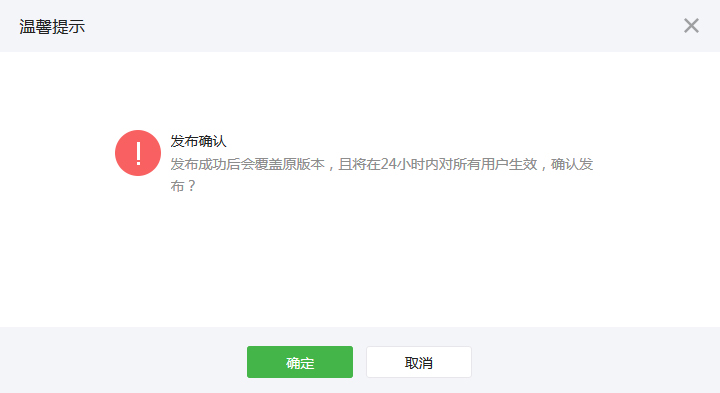 温馨提示
发布确认
发布成功后会覆盖原版本，且将在24小时内对所有用户生效，确认发
布？
确定
取消